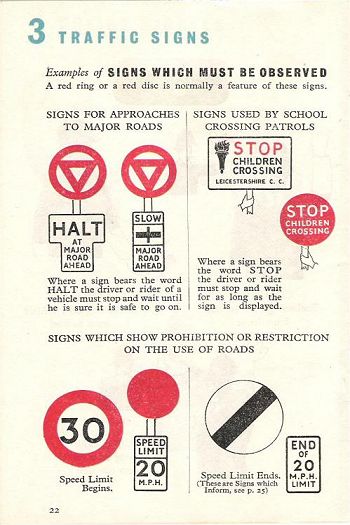 3 TRAFFIC SIGNS
Examples of SIGNS WHICH MUST BE OBSERVED
A red ring or a red disc is normally a feature of these signs.
SIGNS FOR APPROACHES
TO MAJOR ROADS
HALT
AT
MAJOR
ROAD
AHEAD
SLOW
MAJOR
ROAD
AHEAD
Where a sign bears the word
HALT the driver or rider of a
vehicle must stop and wait until
he is sure it is safe to go on.
SIGNS USED BY SCHOOL
CROSSING PATROLS
STOP
CHILDREN
CROSSING
LEICESTERSHIRE C. C.
STOP
CHILDREN
CROSSING
Where a sign bears
the word STOP
the driver or rider
must stop and wait
for as long as the
sign is displayed.
SIGNS WHICH SHOW PROHIBITION OR RESTRICTION
ON THE USE OF ROADS
30
Speed Limit
Begins.
SPEED
LIMIT
20
M.P.H.
Speed Limit Ends.
(These are Signs which
Inform, see p. 25)
END
OF
20
M.P.H.
LIMIT
22